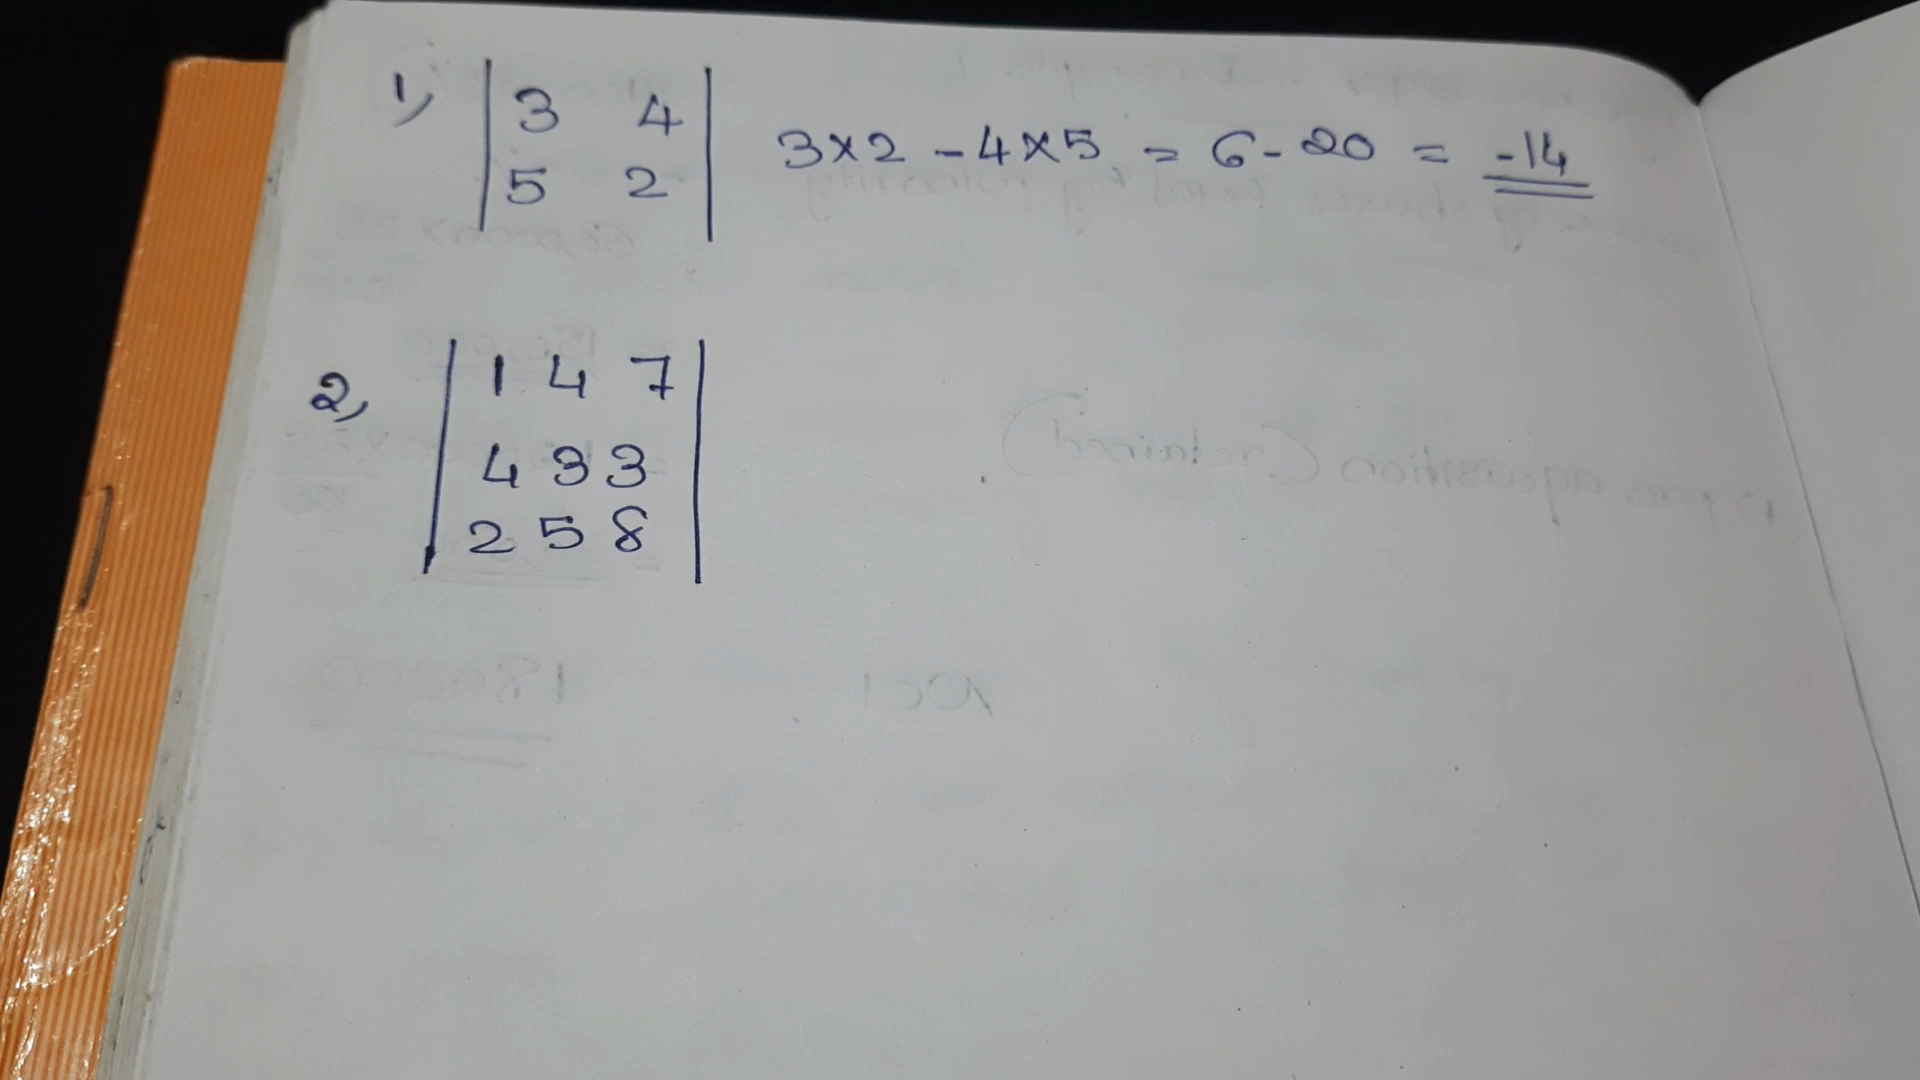 1, | 3 4 | 3×2 - 4×5 = 6 - 20 = -14
| 5 2 |
2, | 1 4 7 |
| 4 3 3 |
| 2 5 8 |